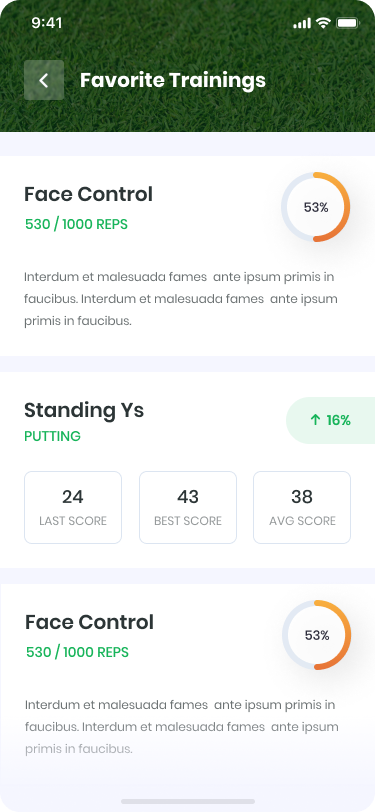 9:41
Favorite Trainings
Face Control
530 / 1000 REPS
53%
Interdum et malesuada fames  ante ipsum primis in
faucibus. Interdum et malesuada fames  ante ipsum
primis in faucibus.
Standing Ys
PUTTING
↑ 16%
24
LAST SCORE
43
BEST SCORE
38
AVG SCORE
Face Control
530 / 1000 REPS
53%
Interdum et malesuada fames  ante ipsum primis in
faucibus. Interdum et malesuada fames  ante ipsum
primis in faucibus.